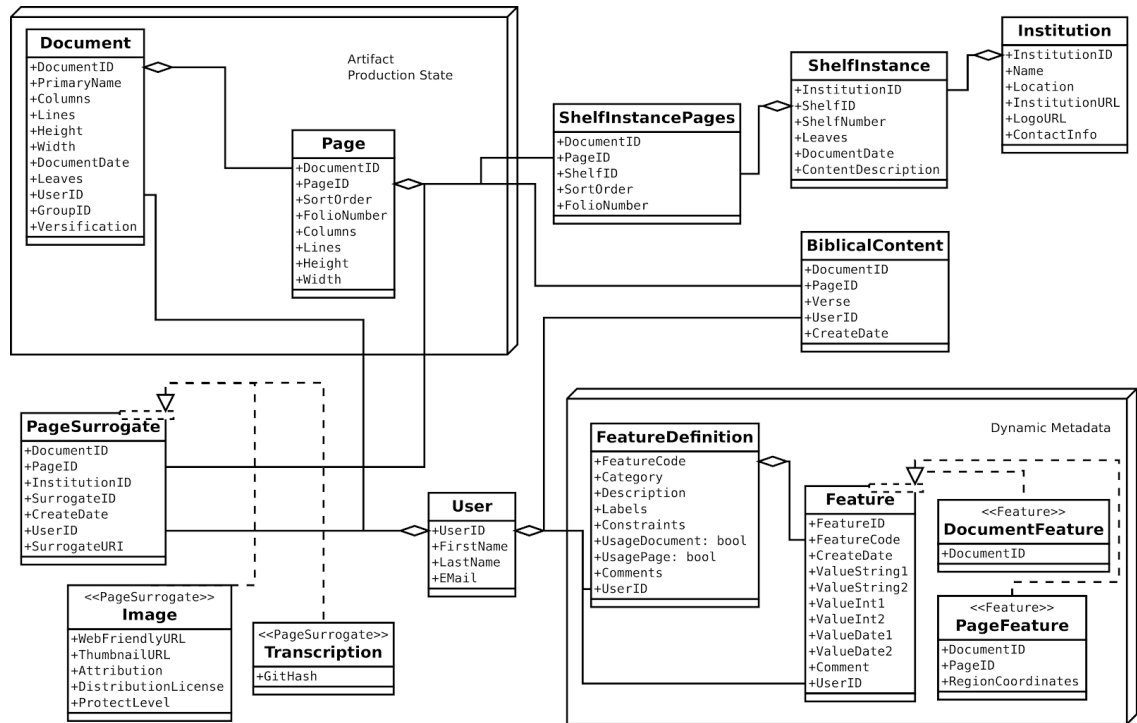 Document
+DocumentID
+PrimaryName
+Columns
+Lines
+Height
+Width
+DocumentDate
+Leaves
+UserID
+GroupID
+Versification
Artifact
Production State
Page
+DocumentID
+PageID
+SortOrder
+FolioNumber
+Columns
+Lines
+Height
+Width
ShelfInstancePages
+DocumentID
+PageID
+ShelfID
+SortOrder
+FolioNumber
ShelfInstance
+InstitutionID
+ShelfID
+ShelfNumber
+Leaves
+DocumentDate
+ContentDescription
Institution
+InstitutionID
+Name
+Location
+InstitutionURL
+LogoURL
+ContactInfo
BiblicalContent
+DocumentID
+PageID
+Verse
+UserID
+CreateDate
PageSurrogate
+DocumentID
+PageID
+InstitutionID
+SurrogateID
+CreateDate
+UserID
+SurrogateURI
User
+UserID
+FirstName
+LastName
+EMail
<<PageSurrogate>>
Image
+WebFriendlyURL
+ThumbnailURL
+Attribution
+DistributionLicense
+ProtectLevel
<<PageSurrogate>>
Transcription
+GitHash
Dynamic Metadata
FeatureDefinition
+FeatureCode
+Category
+Description
+Labels
+Constraints
+UsageDocument: bool
+UsagePage: bool
+Comments
+UserID
Feature
+FeatureID
+FeatureCode
+CreateDate
+ValueString1
+ValueString2
+ValueInt1
+ValueInt2
+ValueDate1
+ValueDate2
+Comment
+UserID
<<Feature>>
DocumentFeature
+DocumentID
<<Feature>>
PageFeature
+DocumentID
+PageID
+RegionCoordinates